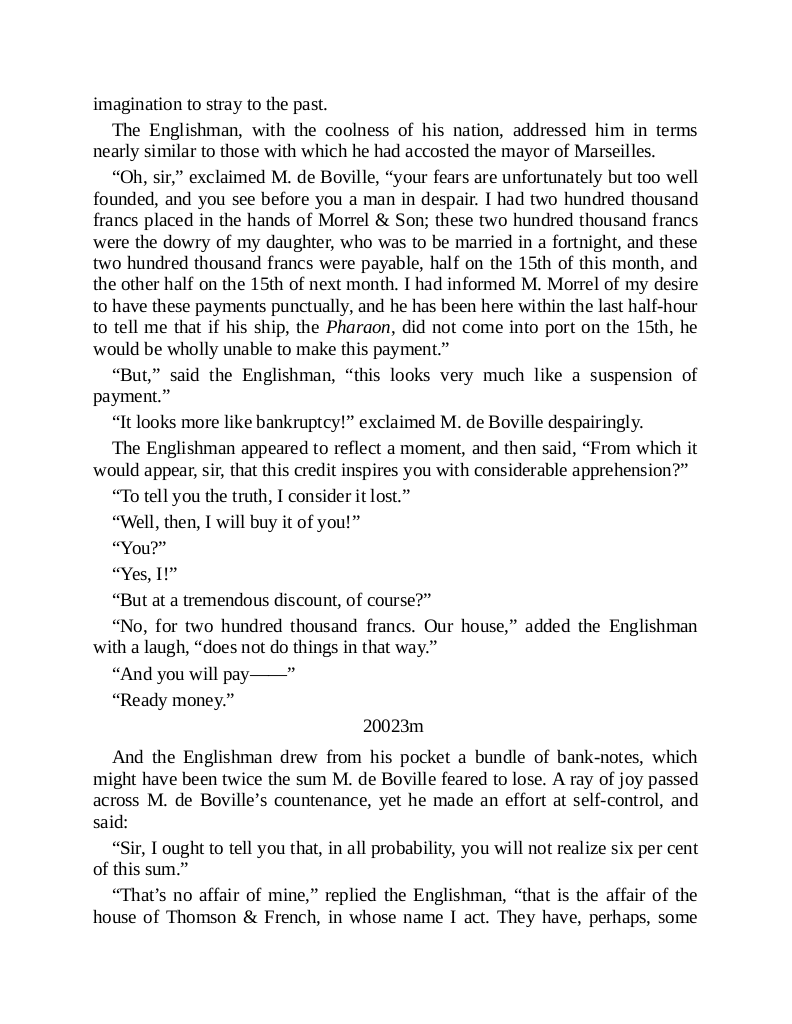 imagination to stray to the past.
The Englishman, with the coolness of his nation, addressed him in terms
nearly similar to those with which he had accosted the mayor of Marseilles.
“Oh, sir,” exclaimed M. de Boville, “your fears are unfortunately but too well
founded, and you see before you a man in despair. I had two hundred thousand
francs placed in the hands of Morrel & Son; these two hundred thousand francs
were the dowry of my daughter, who was to be married in a fortnight, and these
two hundred thousand francs were payable, half on the 15th of this month, and
the other half on the 15th of next month. I had informed M. Morrel of my desire
to have these payments punctually, and he has been here within the last half-hour
to tell me that if his ship, the Pharaon, did not come into port on the 15th, he
would be wholly unable to make this payment.”
“But,” said the Englishman, “this looks very much like a suspension of
payment.”
“It looks more like bankruptcy!” exclaimed M. de Boville despairingly.
The Englishman appeared to reflect a moment, and then said, “From which it
would appear, sir, that this credit inspires you with considerable apprehension?”
“To tell you the truth, I consider it lost.”
“Well, then, I will buy it of you!”
“You?”
“Yes, I!”
“But at a tremendous discount, of course?”
“No, for two hundred thousand francs. Our house,” added the Englishman
with a laugh, “does not do things in that way.”
“And you will pay——”
“Ready money.”
20023m
And the Englishman drew from his pocket a bundle of bank-notes, which
might have been twice the sum M. de Boville feared to lose. A ray of joy passed
across M. de Boville’s countenance, yet he made an effort at self-control, and
said:
“Sir, I ought to tell you that, in all probability, you will not realize six per cent
of this sum.”
“That’s no affair of mine,” replied the Englishman, “that is the affair of the
house of Thomson & French, in whose name I act. They have, perhaps, some